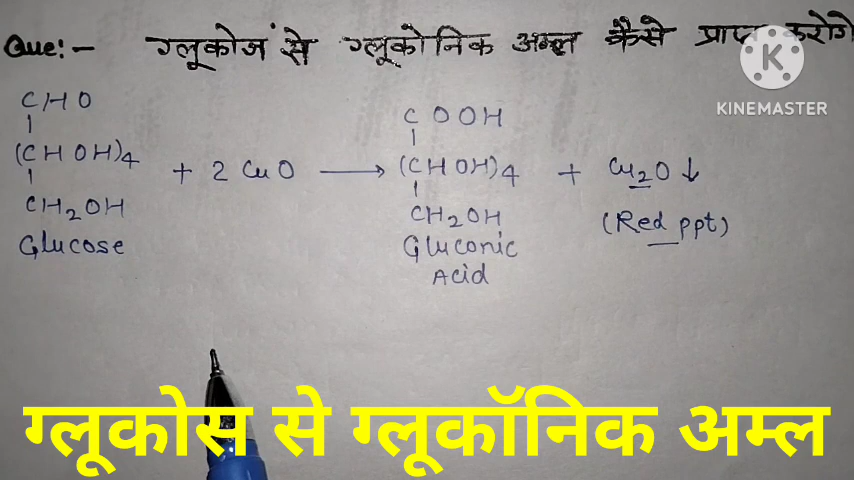 Que:- ग्लूकोज से ग्लूकोनिक अम्ल कैसे प्राप्त करोगे
KINEMASTER
CHO
(CHOH)4 + 2 CuO → (CHOH)4 + Cu2O ↓
COOH
CH2OH
CH2OH
(Red ppt)
Glucose
Gluconic
Acid
ग्लूकोस से ग्लूकॉनिक अम्ल